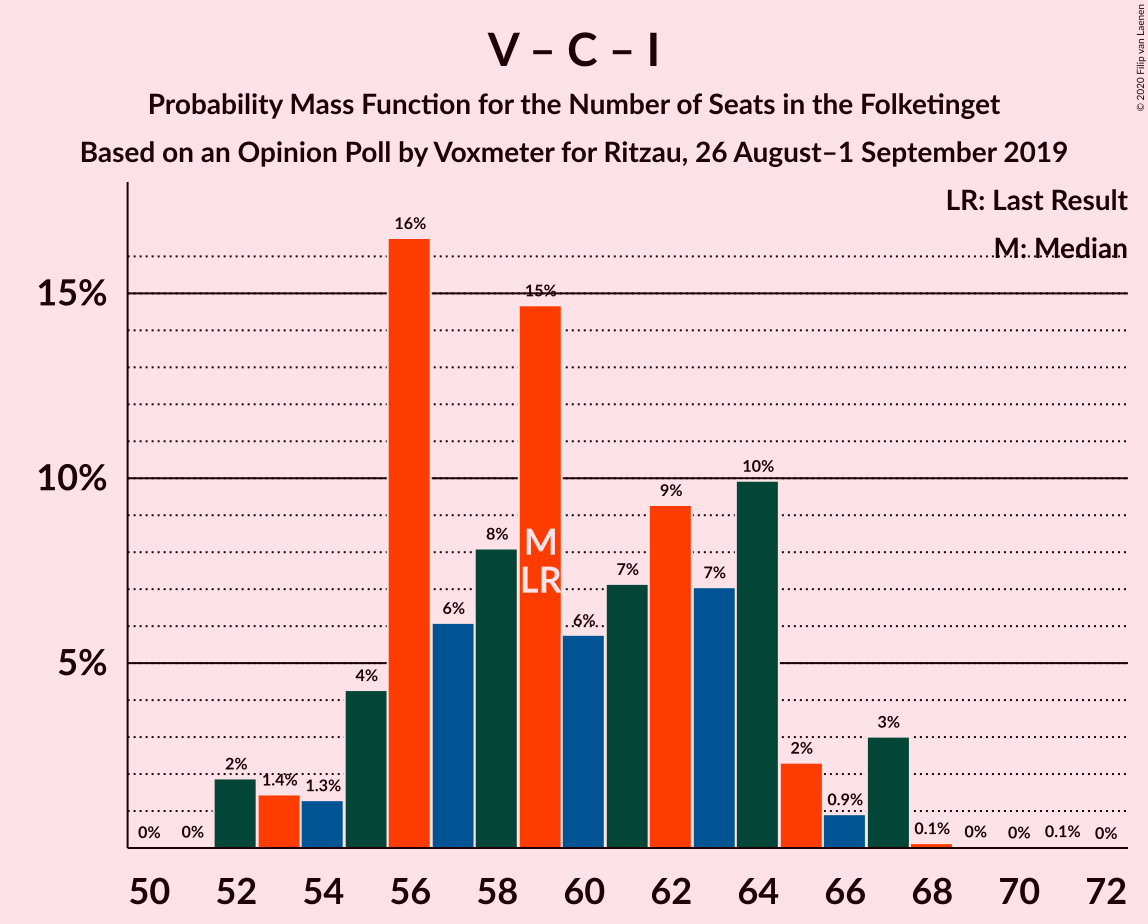 V – C – I
Probability Mass Function for the Number of Seats in the Folketinget
Based on an Opinion Poll by Voxmeter for Ritzau, 26 August–1 September 2019
© 2020 Filip van Laenen
LR: Last Result
M: Median
15%
10%
5%
0%
0%
2%
1.4%
1.3%
4%
16%
6%
8%
15%
6%
7%
9%
7%
10%
2%
0.9%
3%
0.1%
0%
0%
0.1%
0%
M
LR
50 52 54 56 58 60 62 64 66 68 70 72